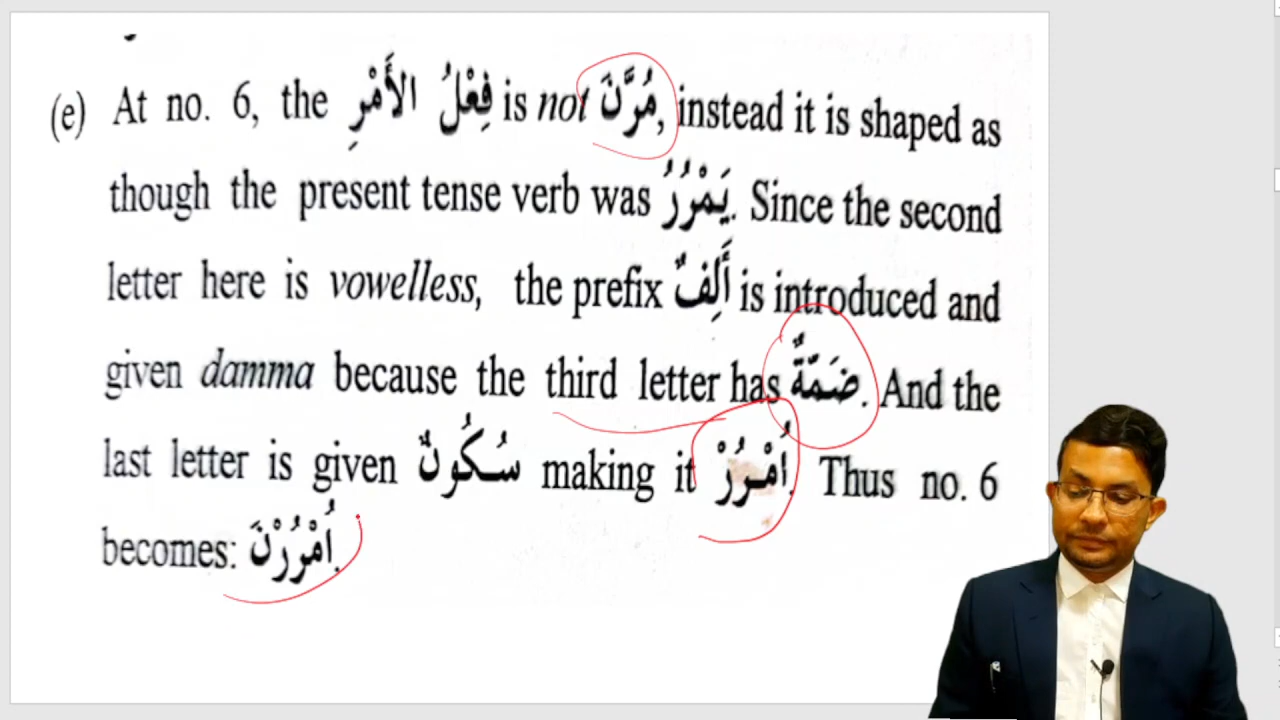 (e) At no. 6, the فِعْلُ الأَمْرِ is not مُرَّنَ, instead it is shaped as
though the present tense verb was يَمْرُرُ. Since the second
letter here is vowelless, the prefix أَلِفٌ is introduced and
given damma because the third letter has ضَمَّةٌ. And the
last letter is given سُكُونٌ making it اُمْرُرْ. Thus no. 6
becomes: اُمْرُرْنَ.